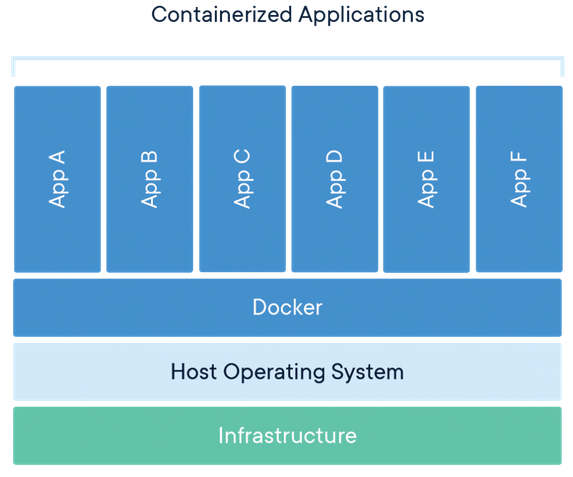 Containerized Applications
App A
App B
App C
App D
App E
App F
Docker
Host Operating System
Infrastructure